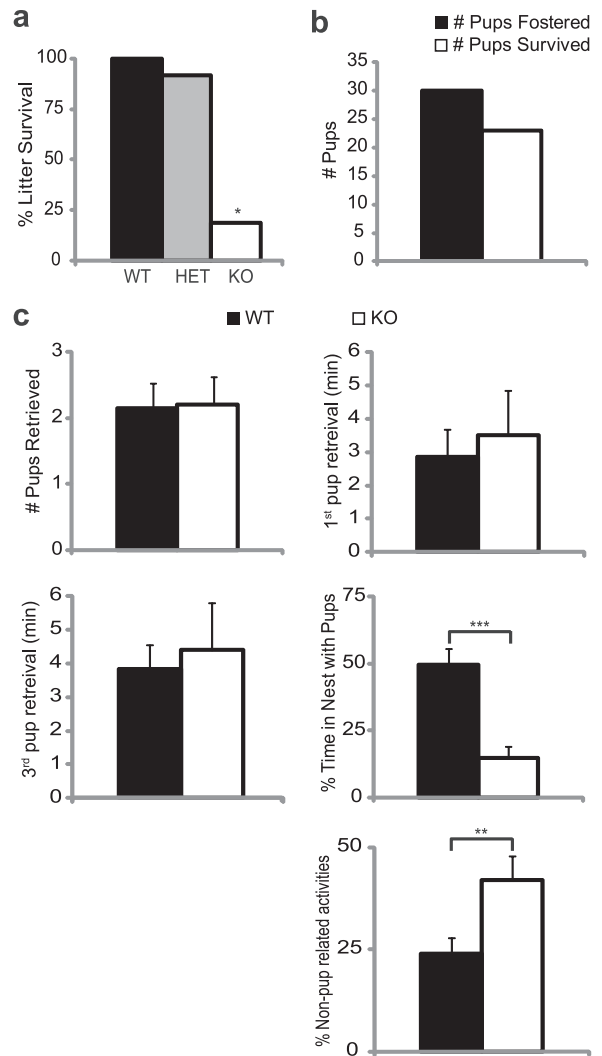 a
% Litter Survival
100
75
50
25
0
*
WT HET KO
b
# Pups Fostered
# Pups Survived
# Pups
35
30
25
20
15
10
5
0
c
WT KO
# Pups Retrieved
3
2
1
0
1st pup retreival (min)
6
5
4
3
2
1
0
3rd pup retreival (min)
6
5
4
3
2
1
0
% Time in Nest with Pups
75
50
25
0
***
% Non-pup related activities
50
25
0
**